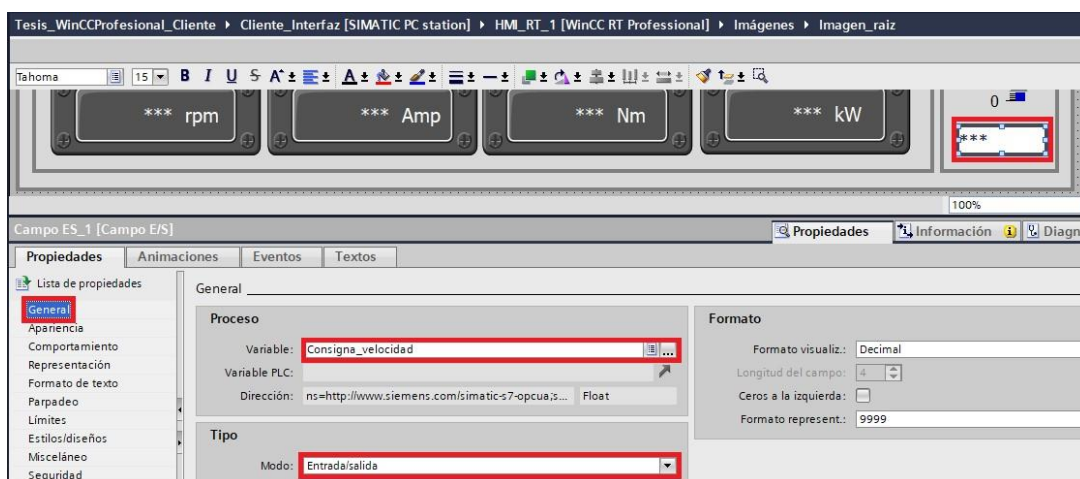 Tesis_WinCCProfesional_Cliente ▸ Cliente_Interfaz [SIMATIC PC station] ▸ HMI_RT_1 [WinCC RT Professional] ▸ Imágenes ▸ Imagen_raiz
Tahoma 15 B I U S A A
*** rpm *** Amp *** Nm *** kW 0
***
100%
Campo ES_1 [Campo E/S] Propiedades Información Diagn
Propiedades Animaciones Eventos Textos
Lista de propiedades
General
Apariencia
Comportamiento
Representación
Formato de texto
Parpadeo
Límites
Estilos/diseños
Misceláneo
Seguridad
General
Proceso
Variable: Consigna_velocidad ...
Variable PLC:
Dirección: ns=http://www.siemens.com/simatic-s7-opcua;s... Float
Tipo
Modo: Entrada/salida
Formato
Formato visualiz.: Decimal
Longitud del campo: 4
Ceros a la izquierda:
Formato represent.: 9999